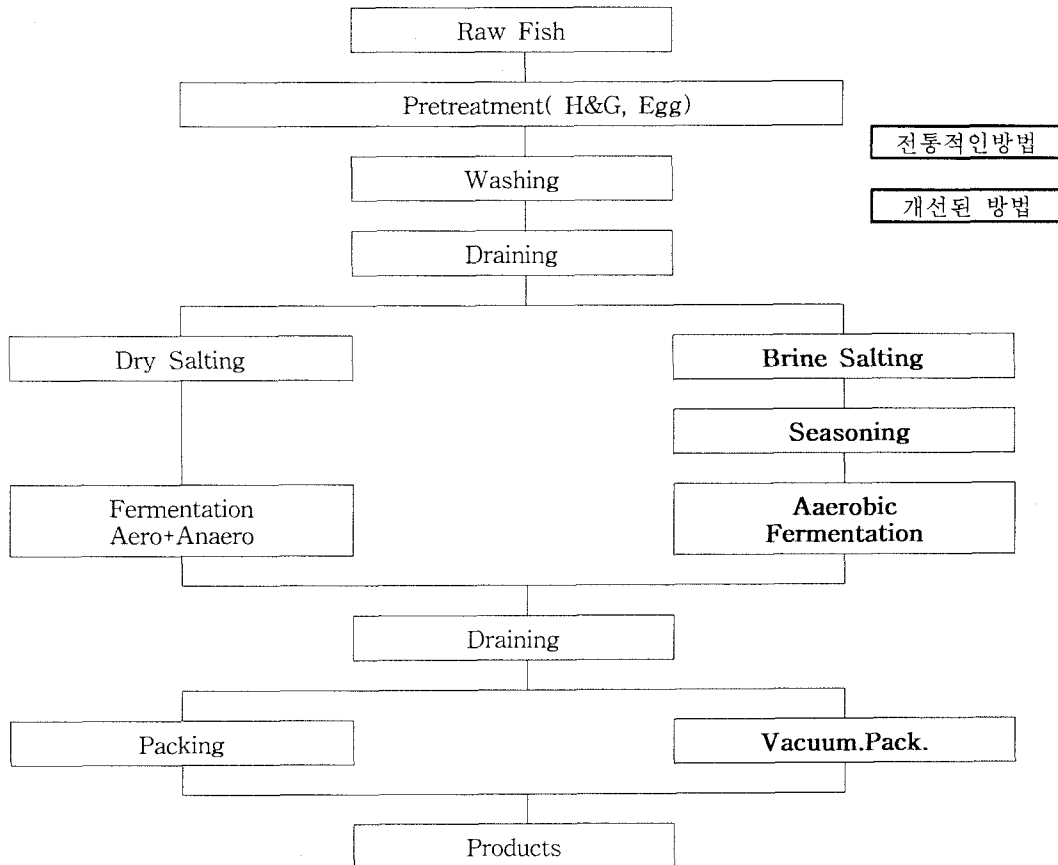 Raw Fish
Pretreatment( H&G, Egg)
전통적인방법
Washing
개선된 방법
Draining
Dry Salting
Brine Salting
Seasoning
Fermentation
Aero+Anaero
Aaerobic
Fermentation
Draining
Packing
Vacuum.Pack.
Products